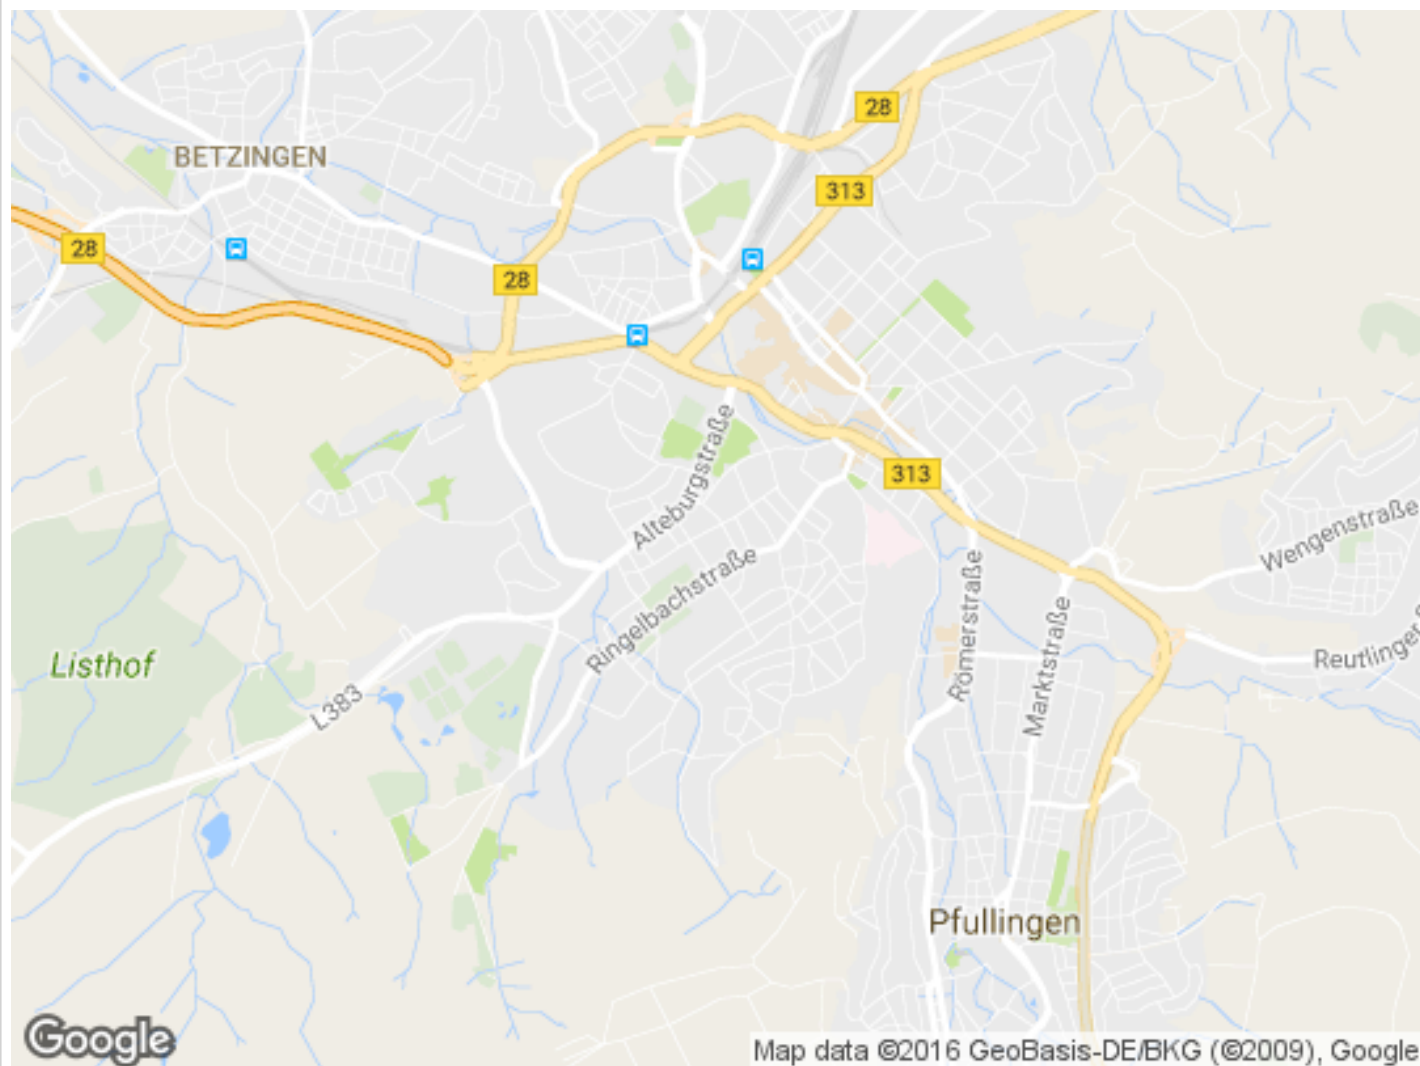 28
BETZINGEN
313
28
28
Alteburgstraße
313
Wengenstraße
Ringelbachstraße
Römerstraße
Marktstraße
Reutlinger
Listhof
L383
Pfullingen
Google
Map data ©2016 GeoBasis-DE/BKG (©2009), Google